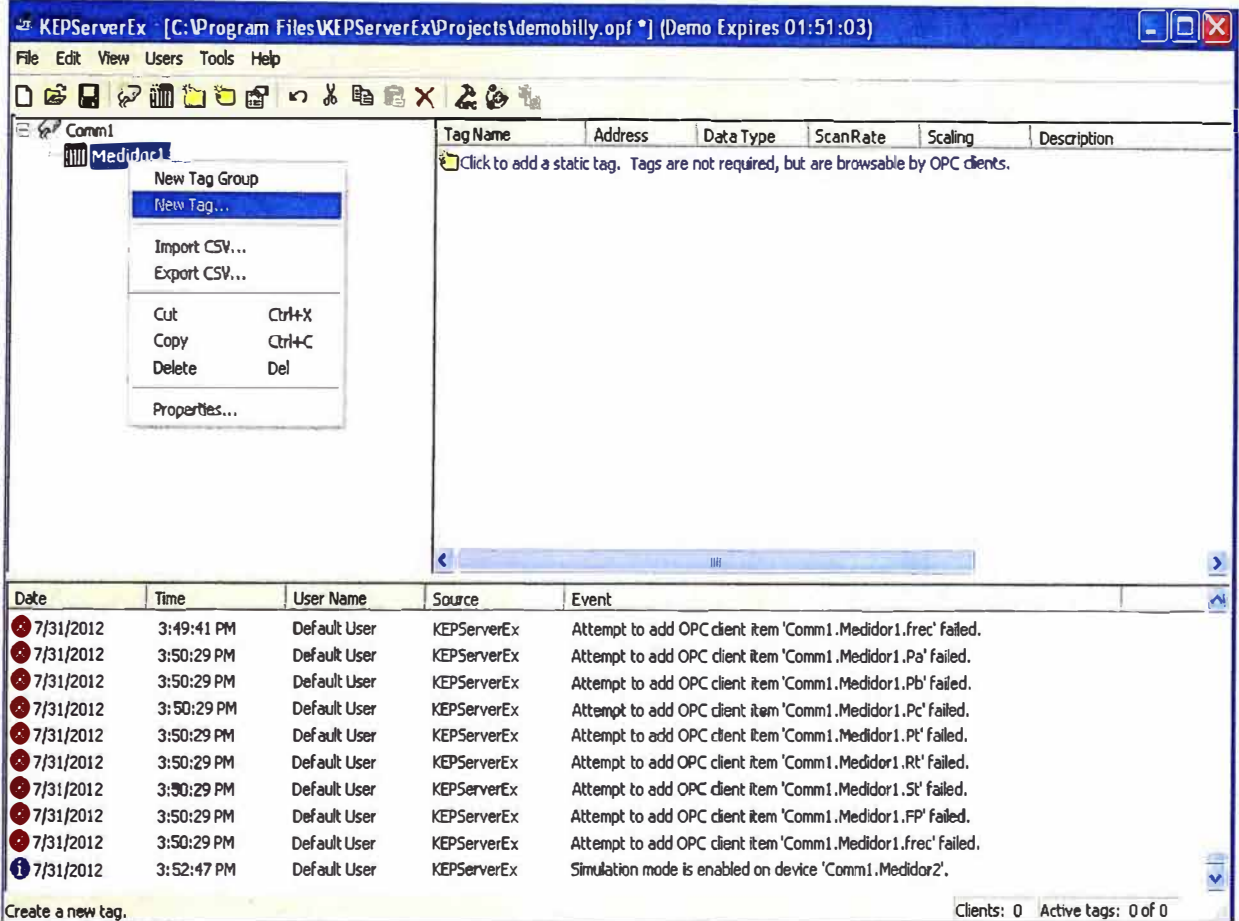 KEPServerEx - [C:\Program Files\KEPServerEx\Projects\demobilly.opf *] (Demo Expires 01:51:03)
File Edit View Users Tools Help
Comm1
Medidor1
New Tag Group
New Tag...
Import CSV...
Export CSV...
Cut Ctrl+X
Copy Ctrl+C
Delete Del
Properties...
Tag Name Address Data Type Scan Rate Scaling Description
Click to add a static tag. Tags are not required, but are browsable by OPC clients.
Date Time User Name Source Event
7/31/2012 3:49:41 PM Default User KEPServerEx Attempt to add OPC client item 'Comm1.Medidor1.frec' failed.
7/31/2012 3:50:29 PM Default User KEPServerEx Attempt to add OPC client item 'Comm1.Medidor1.Pa' failed.
7/31/2012 3:50:29 PM Default User KEPServerEx Attempt to add OPC client item 'Comm1.Medidor1.Pb' failed.
7/31/2012 3:50:29 PM Default User KEPServerEx Attempt to add OPC client item 'Comm1.Medidor1.Pc' failed.
7/31/2012 3:50:29 PM Default User KEPServerEx Attempt to add OPC client item 'Comm1.Medidor1.Pt' failed.
7/31/2012 3:50:29 PM Default User KEPServerEx Attempt to add OPC client item 'Comm1.Medidor1.Rt' failed.
7/31/2012 3:50:29 PM Default User KEPServerEx Attempt to add OPC client item 'Comm1.Medidor1.St' failed.
7/31/2012 3:50:29 PM Default User KEPServerEx Attempt to add OPC client item 'Comm1.Medidor1.FP' failed.
7/31/2012 3:50:29 PM Default User KEPServerEx Attempt to add OPC client item 'Comm1.Medidor1.frec' failed.
7/31/2012 3:52:47 PM Default User KEPServerEx Simulation mode is enabled on device 'Comm1.Medidor2'.
Create a new tag. Clients: 0 Active tags: 0 of 0